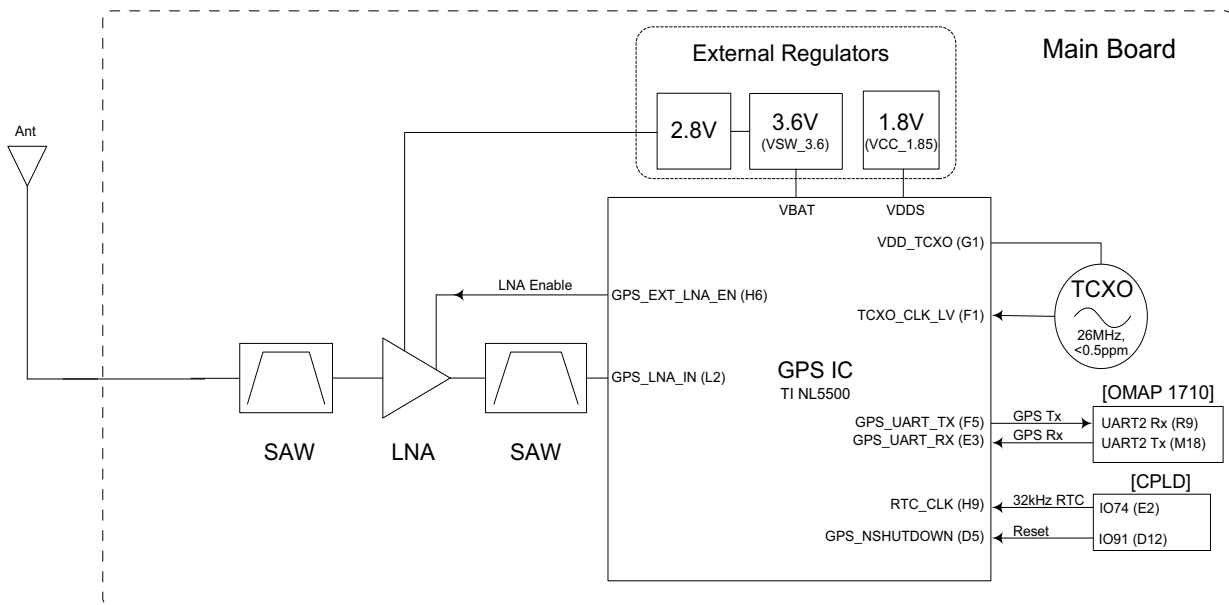 External Regulators
Main Board
Ant
2.8V
3.6V
(VSW_3.6)
1.8V
(VCC_1.85)
VBAT
VDDS
VDD_TCXO (G1)
LNA Enable
GPS_EXT_LNA_EN (H6)
TCXO
TCXO_CLK_LV (F1)
26MHz,
<0.5ppm
GPS_LNA_IN (L2)
GPS IC
TI NL5500
[OMAP 1710]
GPS_UART_TX (F5)
GPS Tx
UART2 Rx (R9)
GPS_UART_RX (E3)
GPS Rx
UART2 Tx (M18)
SAW
LNA
SAW
[CPLD]
RTC_CLK (H9)
32kHz RTC
IO74 (E2)
GPS_NSHUTDOWN (D5)
Reset
IO91 (D12)